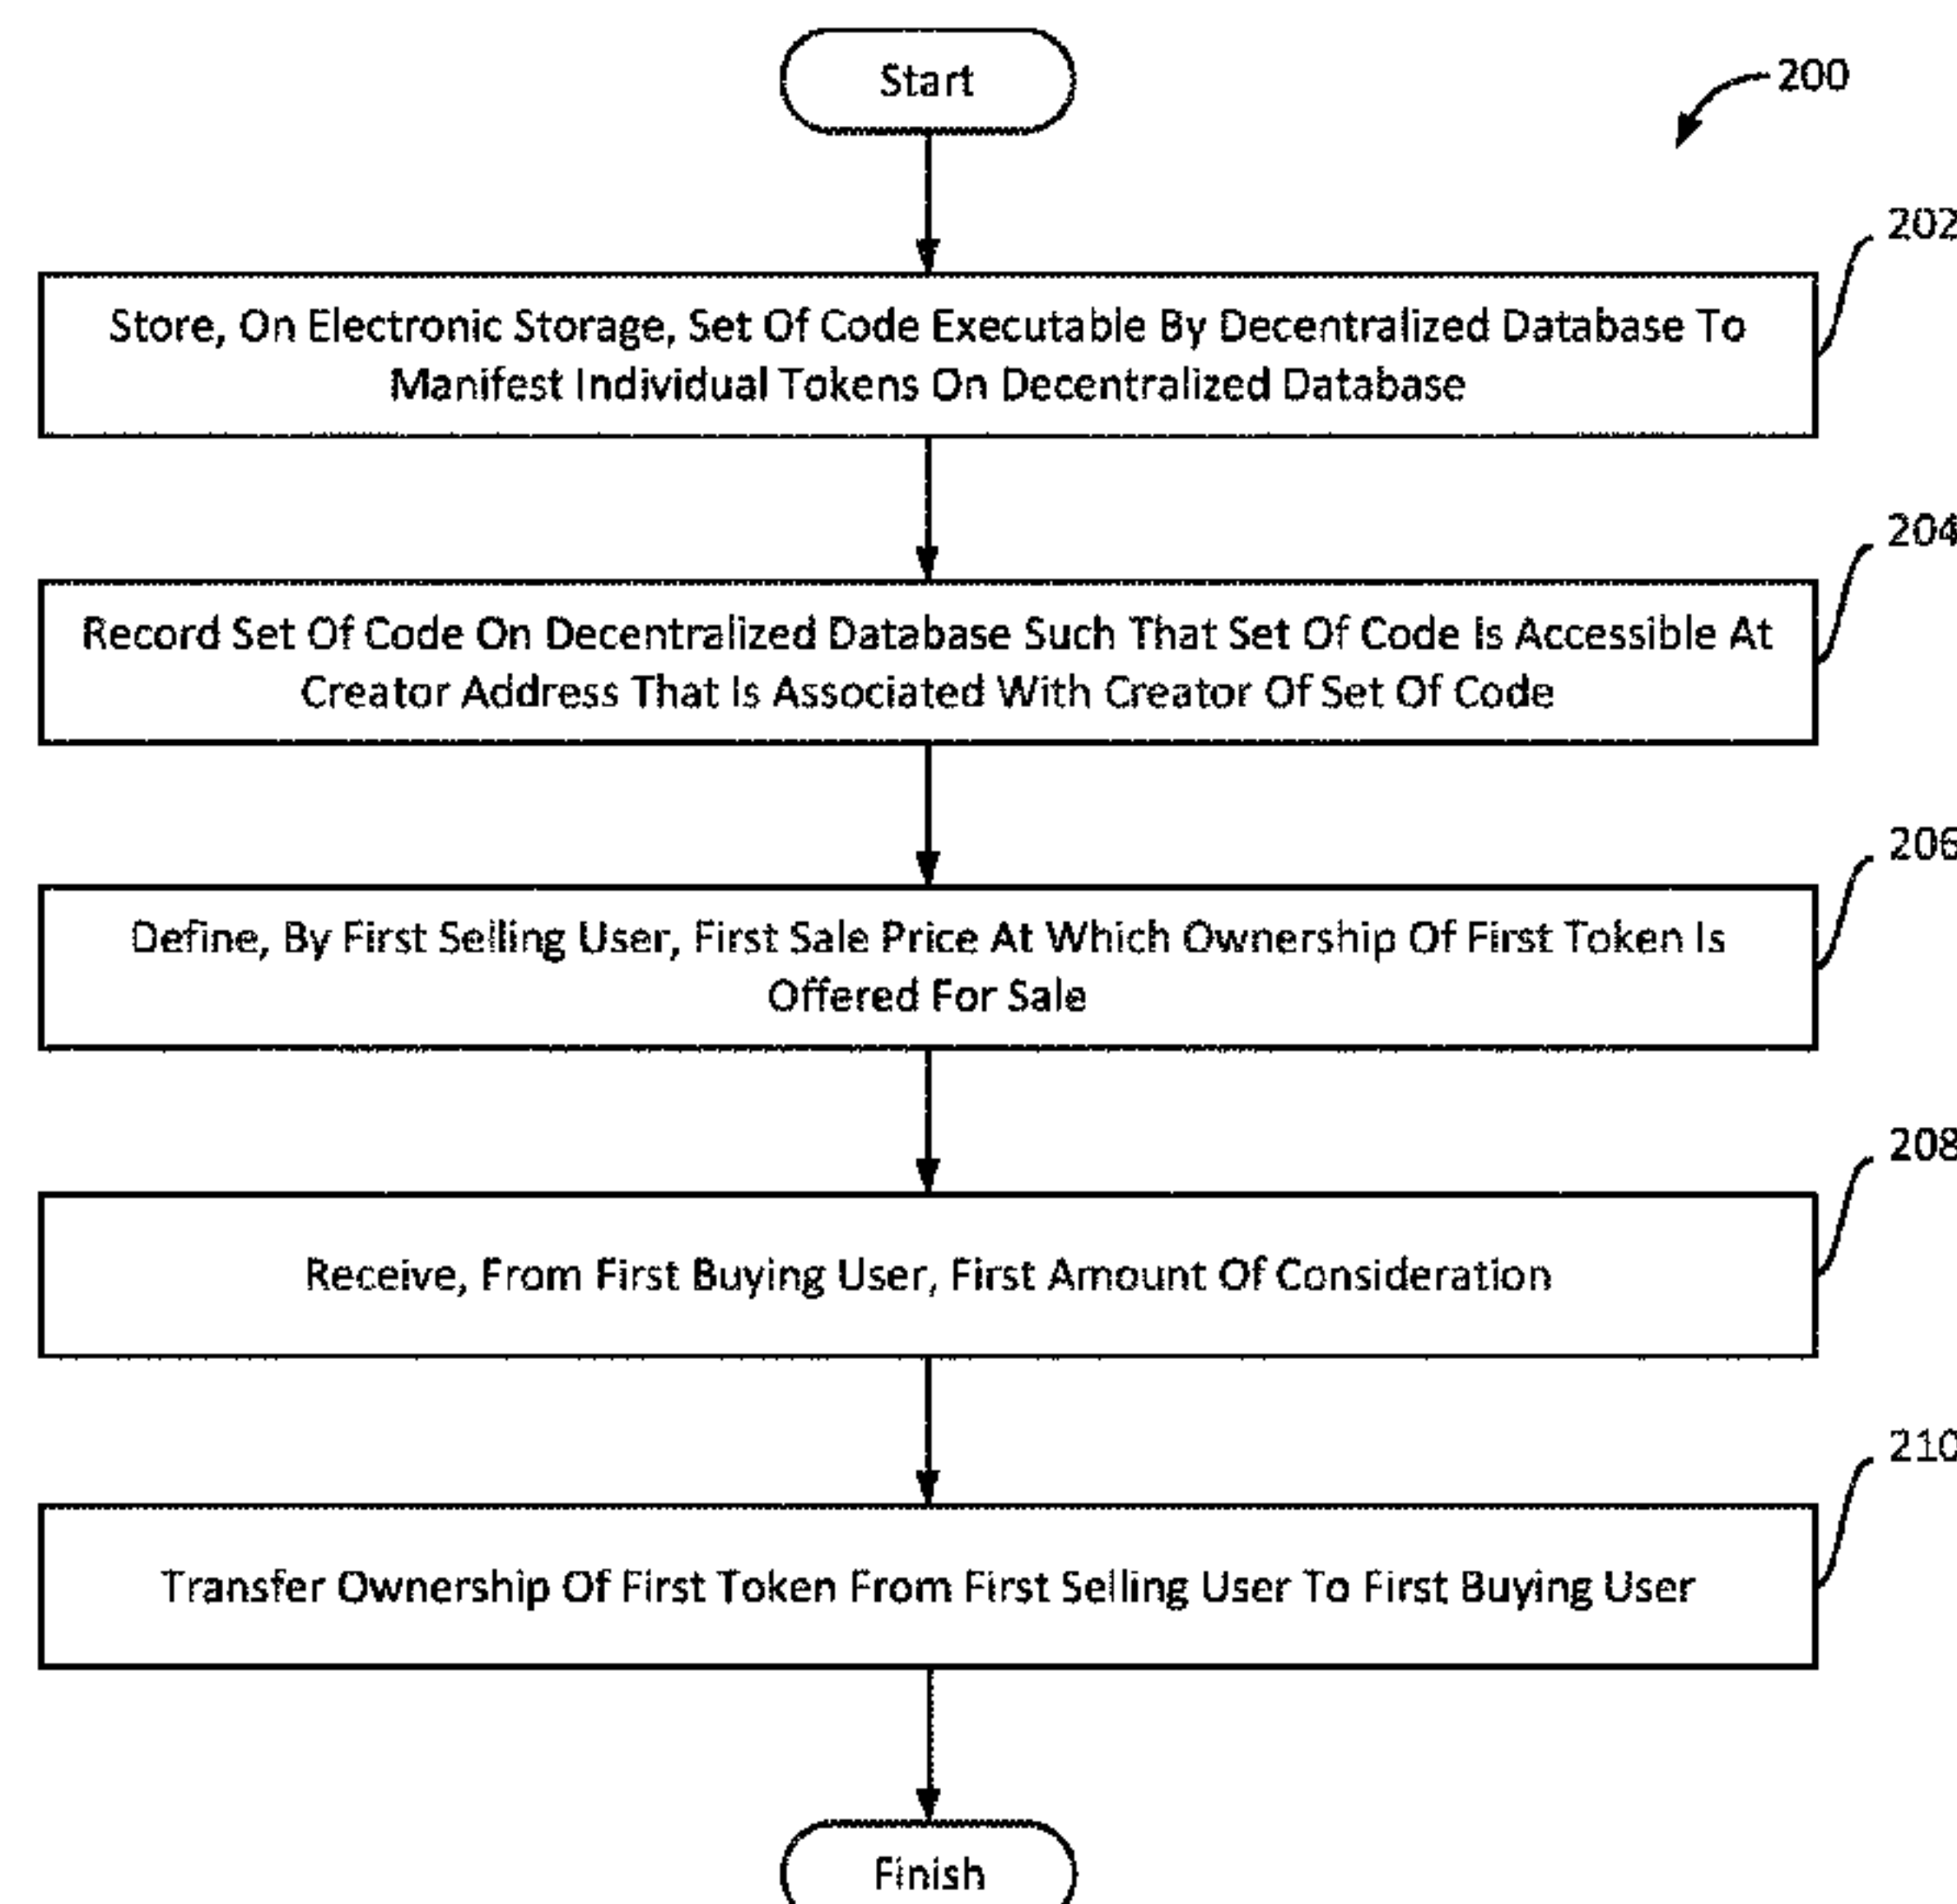 Start
200
202
Store, On Electronic Storage, Set Of Code Executable By Decentralized Database To
Manifest Individual Tokens On Decentralized Database
204
Record Set Of Code On Decentralized Database Such That Set Of Code Is Accessible At
Creator Address That Is Associated With Creator Of Set Of Code
206
Define, By First Selling User, First Sale Price At Which Ownership Of First Token Is
Offered For Sale
208
Receive, From First Buying User, First Amount Of Consideration
210
Transfer Ownership Of First Token From First Selling User To First Buying User
Finish